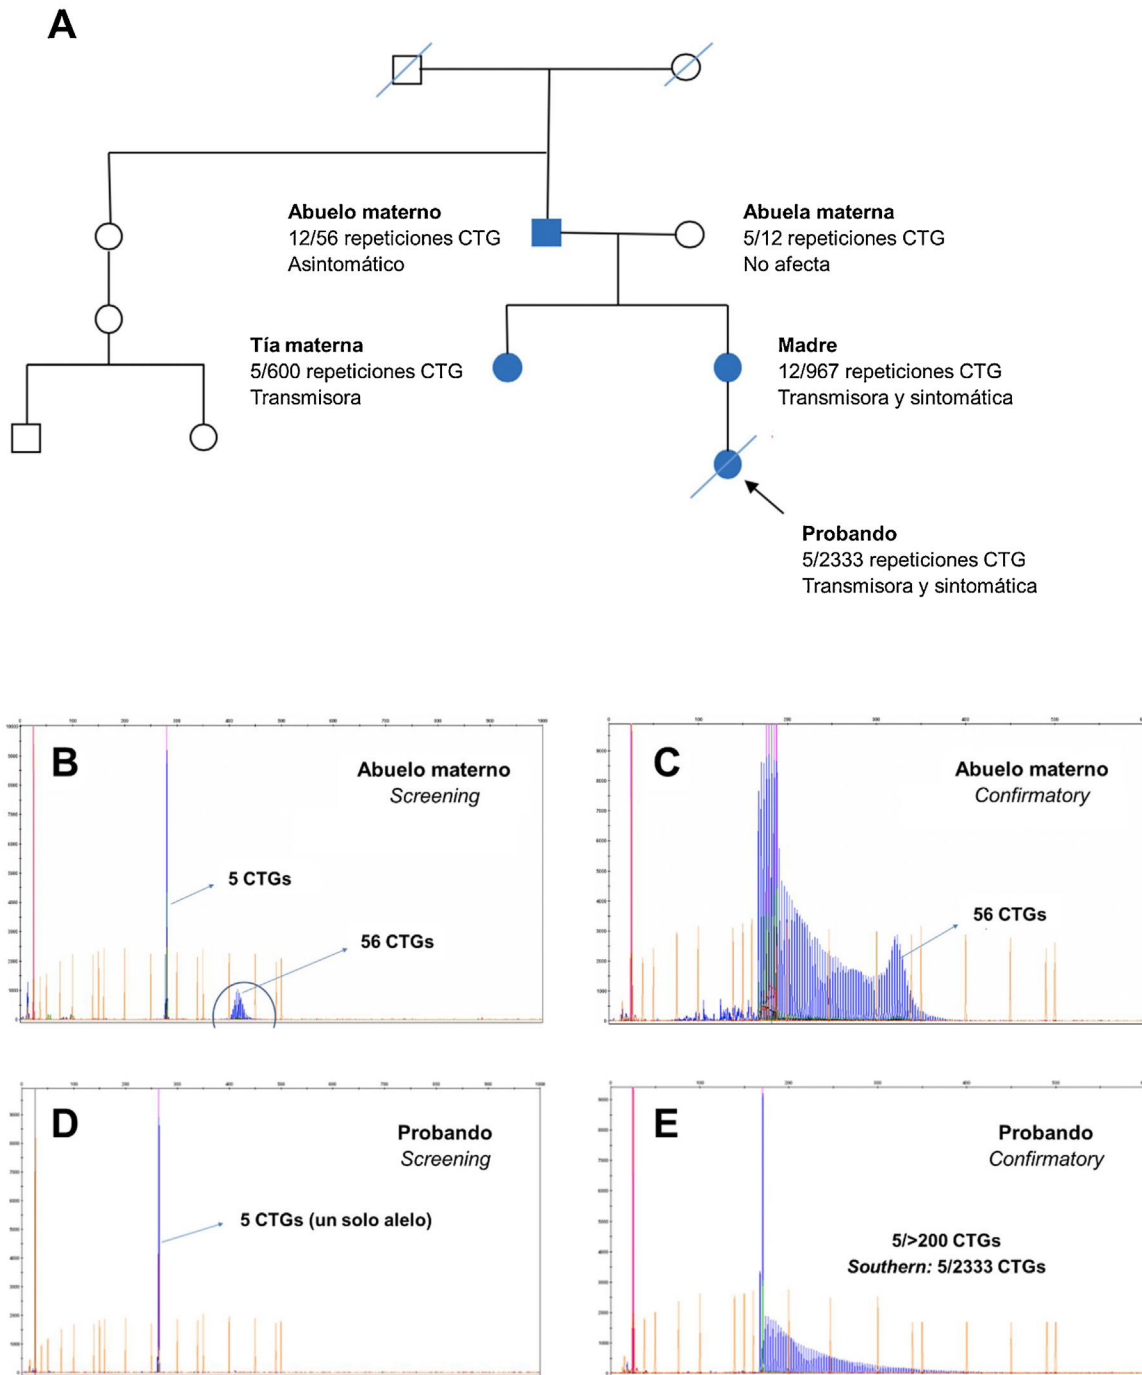 A
Abuelo materno
12/56 repeticiones CTG
Asintomático
Abuela materna
5/12 repeticiones CTG
No afecta
Tía materna
5/600 repeticiones CTG
Transmisora
Madre
12/967 repeticiones CTG
Transmisora y sintomática
Probando
5/2333 repeticiones CTG
Transmisora y sintomática
B
Abuelo materno
Screening
5 CTGs
56 CTGs
C
Abuelo materno
Confirmatory
56 CTGs
D
Probando
Screening
5 CTGs (un solo alelo)
E
Probando
Confirmatory
5/>200 CTGs
Southern: 5/2333 CTGs